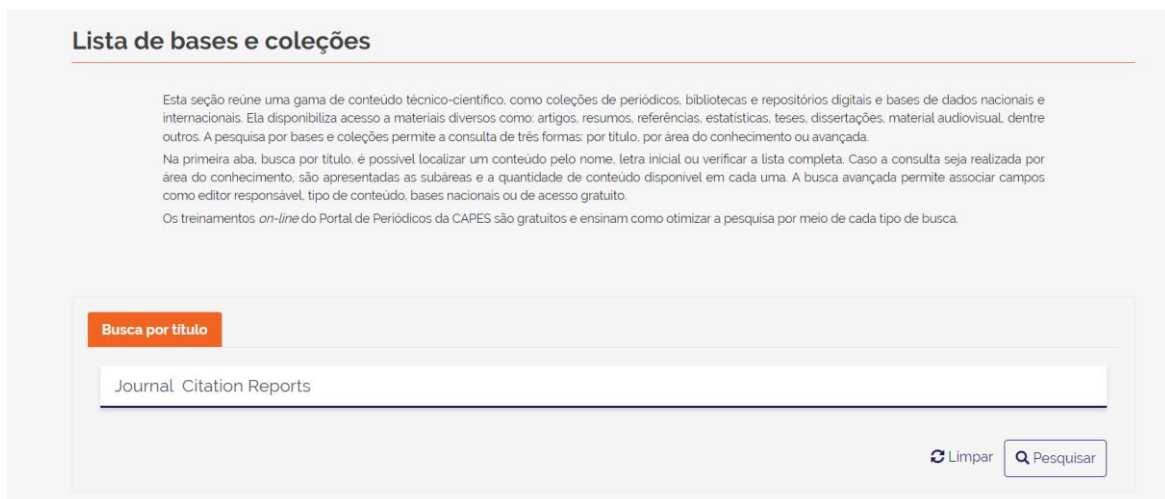 Lista de bases e coleções
Esta seção reúne uma gama de conteúdo técnico-científico, como coleções de periódicos, bibliotecas e repositórios digitais e bases de dados nacionais e
internacionais. Ela disponibiliza acesso a materiais diversos como: artigos, resumos, referências, estatísticas, teses, dissertações, material audiovisual, dentre
outros. A pesquisa por bases e coleções permite a consulta de três formas: por título, por área do conhecimento ou avançada.
Na primeira aba, busca por título, é possível localizar um conteúdo pelo nome, letra inicial ou verificar a lista completa. Caso a consulta seja realizada por
área do conhecimento, são apresentadas as subáreas e a quantidade de conteúdo disponível em cada uma. A busca avançada permite associar campos
como editor responsável, tipo de conteúdo, bases nacionais ou de acesso gratuito.
Os treinamentos on-line do Portal de Periódicos da CAPES são gratuitos e ensinam como otimizar a pesquisa por meio de cada tipo de busca.
Busca por título
Journal Citation Reports
Limpar Pesquisar